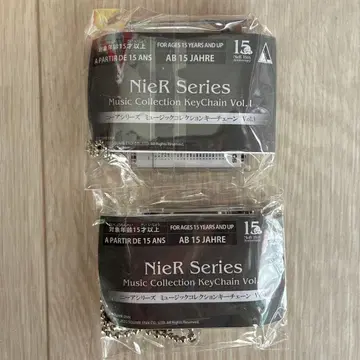 対象年齢15才以上
FOR AGES 15 YEARS AND UP
15
A PARTIR DE 15 ANS
AB 15 JAHRE
NieR Series
Music Collection KeyChain Vol.1
ニーアシリーズ ミュージックコレクションキーチェーン Vol.1
対象年齢15才以上
FOR AGES 15 YEARS AND UP
15
A PARTIR DE 15 ANS
AB 15 JAHRE
NieR Series
Music Collection KeyChain Vol.
ニーアシリーズ ミュージックコレクションキーチェーン